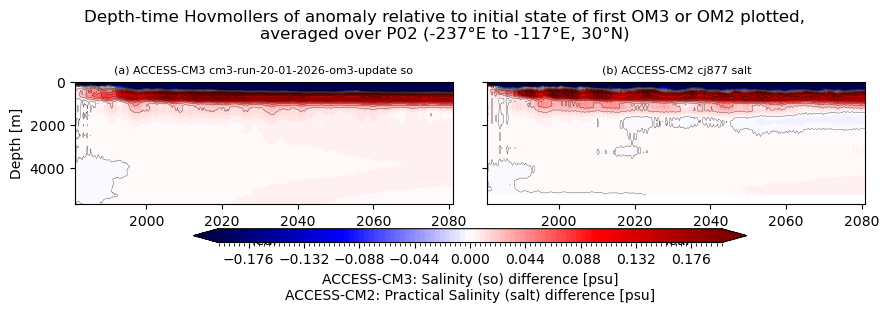 Depth-time Hovmollers of anomaly relative to initial state of first OM3 or OM2 plotted,
averaged over P02 (-237°E to -117°E, 30°N)
(a) ACCESS-CM3 cm3-run-20-01-2026-om3-update so
(b) ACCESS-CM2 cj877 salt
Depth [m]
0
2000
4000
2000 2020 2040 2060 2080
2000 2020 2040 2060 2080
−0.176 −0.132 −0.088 −0.044 0.000 0.044 0.088 0.132 0.176
ACCESS-CM3: Salinity (so) difference [psu]
ACCESS-CM2: Practical Salinity (salt) difference [psu]